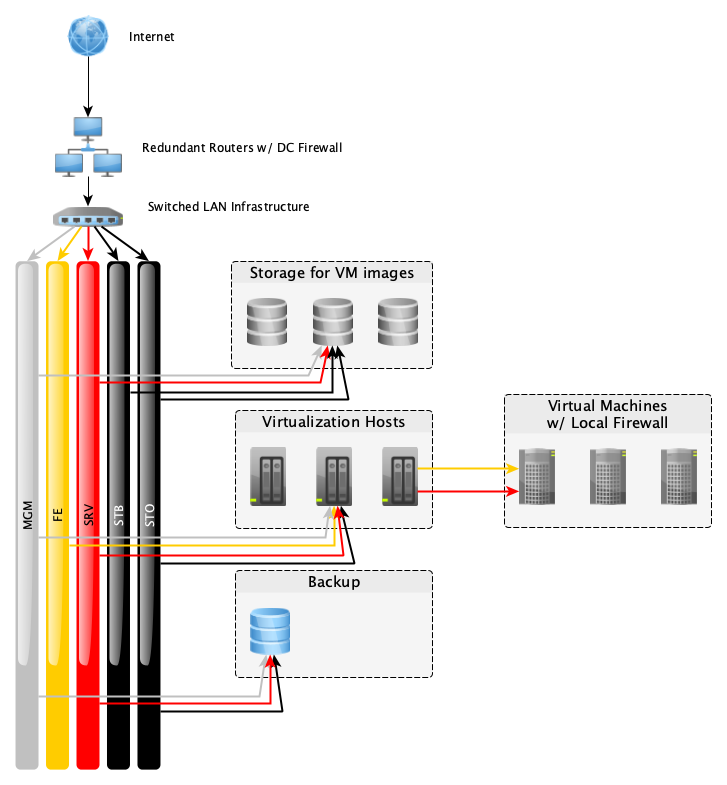 Internet
Redundant Routers w/ DC Firewall
Switched LAN Infrastructure
Storage for VM images
Virtualization Hosts
Virtual Machines
w/ Local Firewall
MGM
FE
SRV
STB
STO
Backup